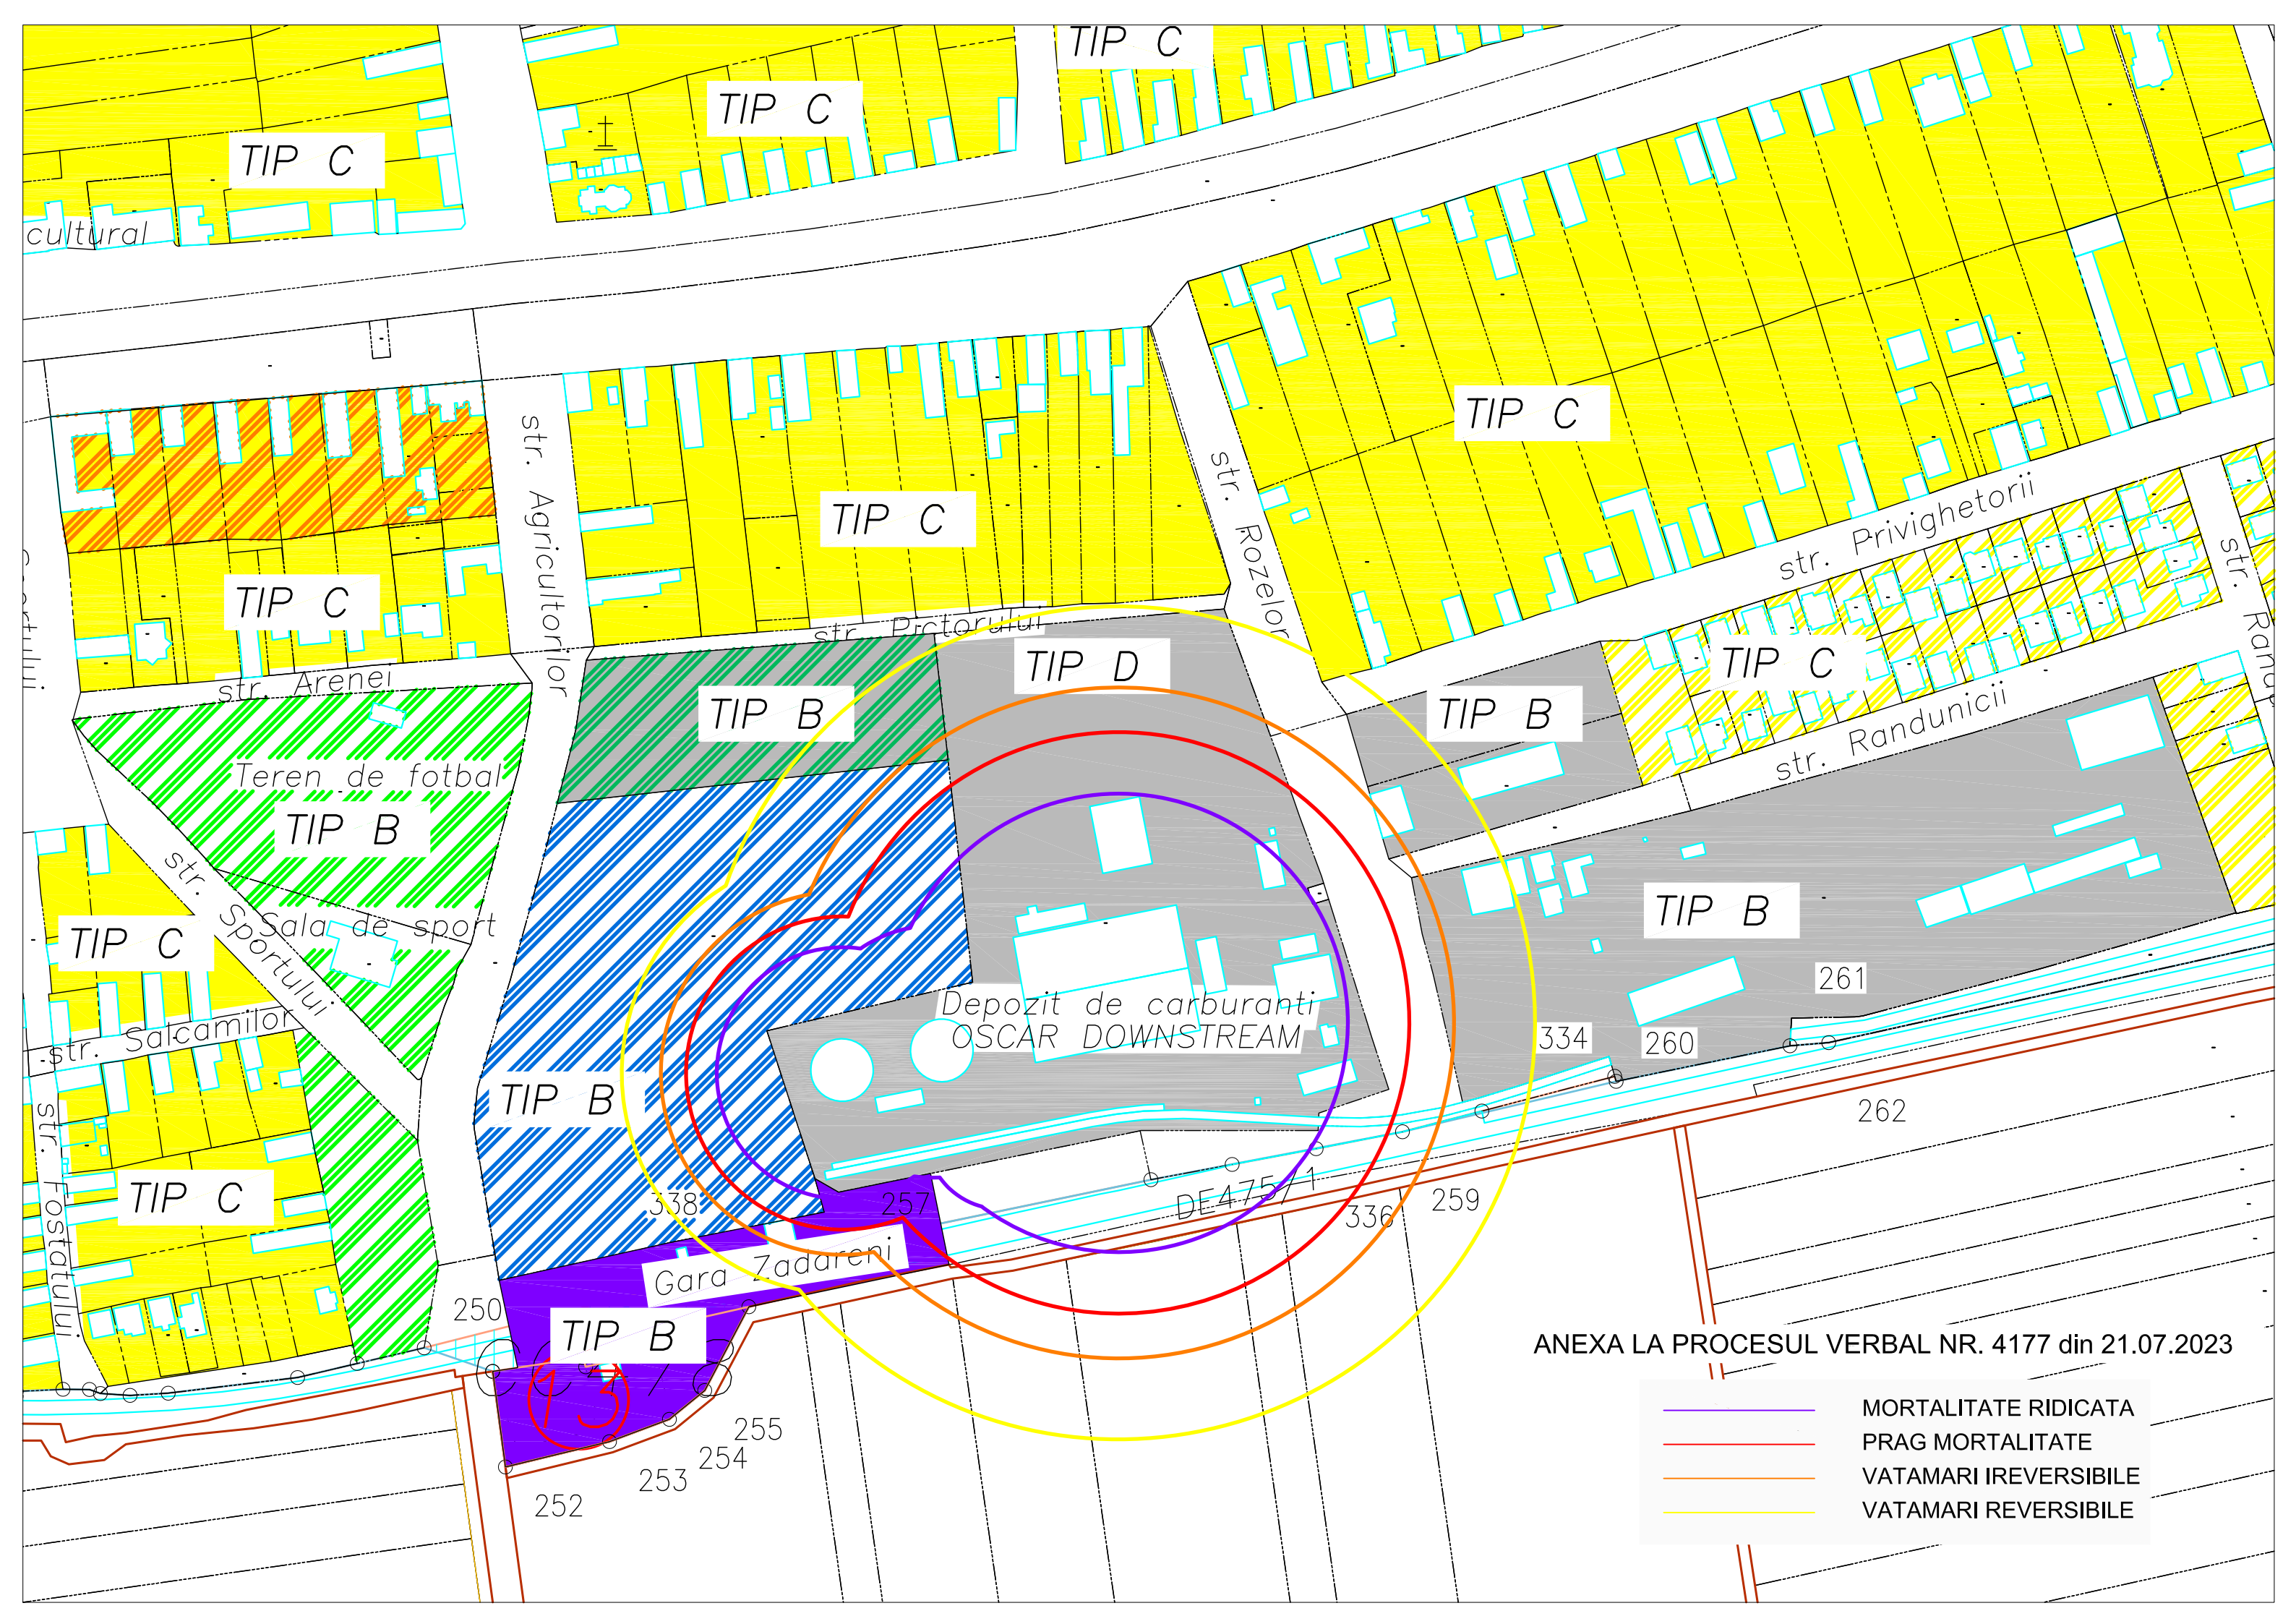 TIP C
TIP C
TIP C
cultural
TIP C
str. Agricultorilor
str. Rozelor
TIP C
TIP C
str. Privighetorii
str. Pictorului
TIP D
TIP C
str. Arenei
TIP B
TIP B
str. Randunicii
Teren de fotbal
TIP B
str. Sportului
Sala de sport
TIP C
TIP B
261
Depozit de carburanti
OSCAR DOWNSTREAM
str. Salcamilor
334
260
TIP B
262
str. Fostatului
TIP C
338
257
DE475/1
336
259
Gara Zadareni
250
TIP B
13
ANEXA LA PROCESUL VERBAL NR. 4177 din 21.07.2023
255
254
253
252
MORTALITATE RIDICATA
PRAG MORTALITATE
VATAMARI IREVERSIBILE
VATAMARI REVERSIBILE